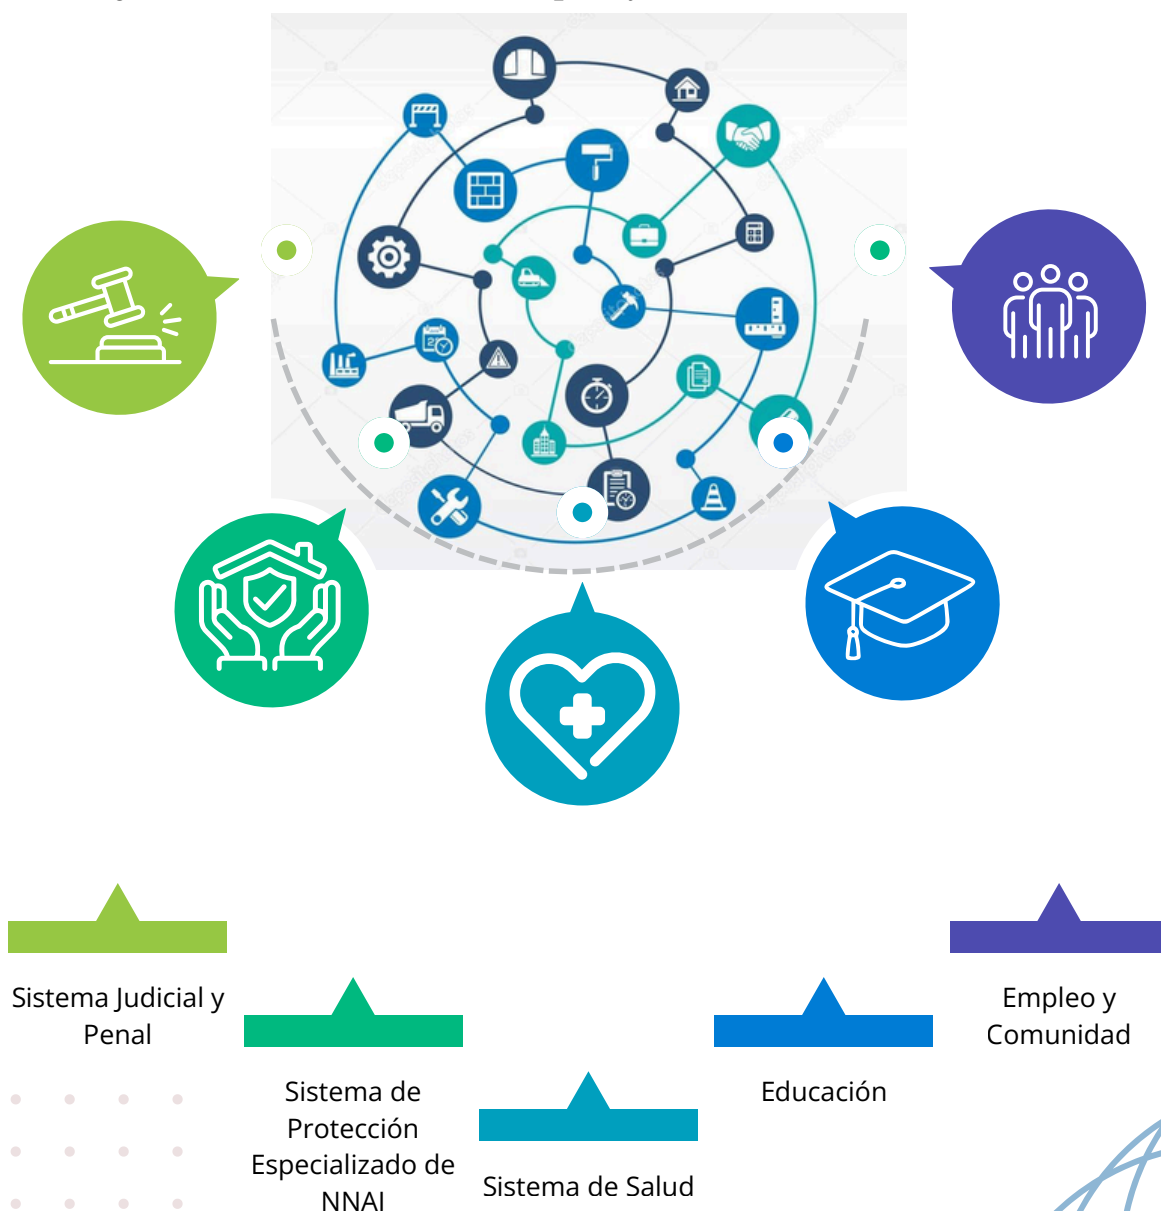 Sistema Judicial y
Penal
Sistema de
Protección
Especializado de
NNAJ
Sistema de Salud
Educación
Empleo y
Comunidad